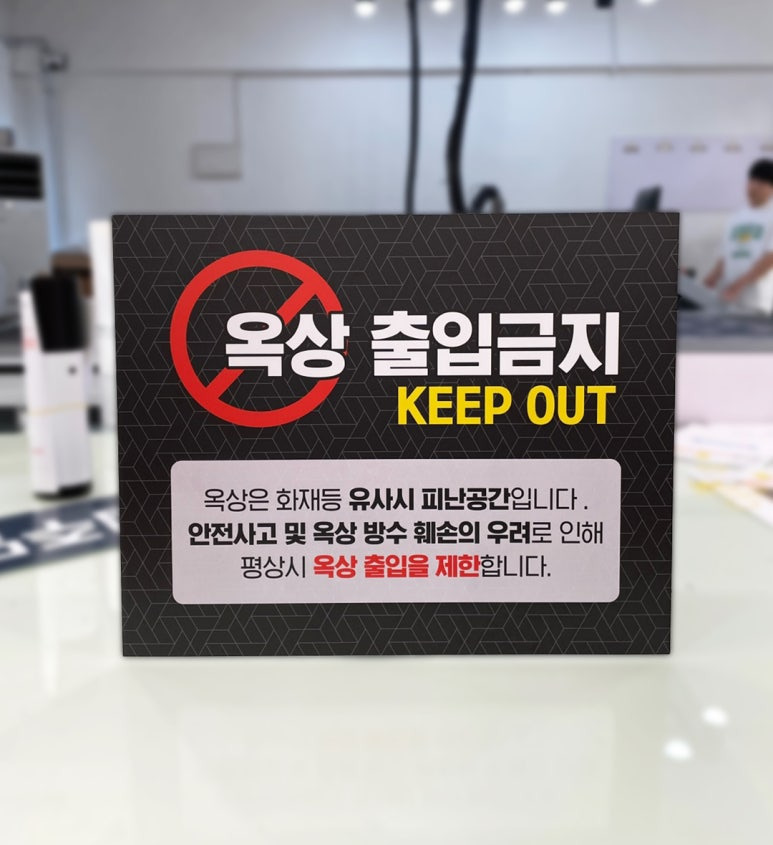 옥상 출입금지
KEEP OUT
옥상은 화재등 유사시 피난공간입니다 .
안전사고 및 옥상 방수 훼손의 우려로 인해
평상시 옥상 출입을 제한합니다.